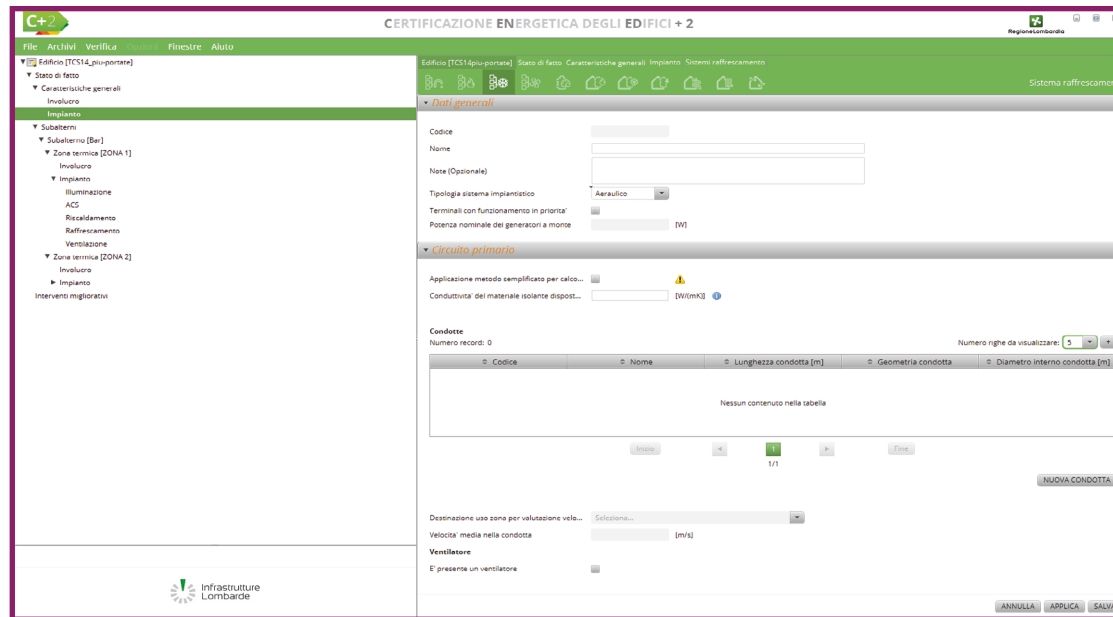 C+2
CERTIFICAZIONE ENERGETICA DEGLI EDIFICI + 2
RegioneLombardia
File Archivi Verifica Opzioni Finestre Aiuto
Edificio [TCS14_piu-portate]
Stato di fatto
Caratteristiche generali
Involucro
Impianto
Subalterni
Subalterno [Bar]
Zona termica [ZONA 1]
Involucro
Impianto
Illuminazione
ACS
Riscaldamento
Raffrescamento
Ventilazione
Zona termica [ZONA 2]
Involucro
Impianto
Interventi migliorativi
Infrastrutture
Lombarde
Edificio [TCS14piu-portate] Stato di fatto Caratteristiche generali Impianto Sistemi raffrescamento
Sistema raffrescamen
Dati generali
Codice
Nome
Note (Opzionale)
Tipologia sistema impiantistico Aeraulico
Terminali con funzionamento in priorita'
Potenza nominale dei generatori a monte [W]
Circuito primario
Applicazione metodo semplificato per calco...
Conduttivita' del materiale isolante dispost... [W/(mK)]
Condotte
Numero record: 0 Numero righe da visualizzare: 5 +
Codice Nome Lunghezza condotta [m] Geometria condotta Diametro interno condotta [m]
Nessun contenuto nella tabella
Inizio 1 Fine
1/1
NUOVA CONDOTTA
Destinazione uso zona per valutazione velo... Seleziona...
Velocita' media nella condotta [m/s]
Ventilatore
E' presente un ventilatore
ANNULLA APPLICA SALVA